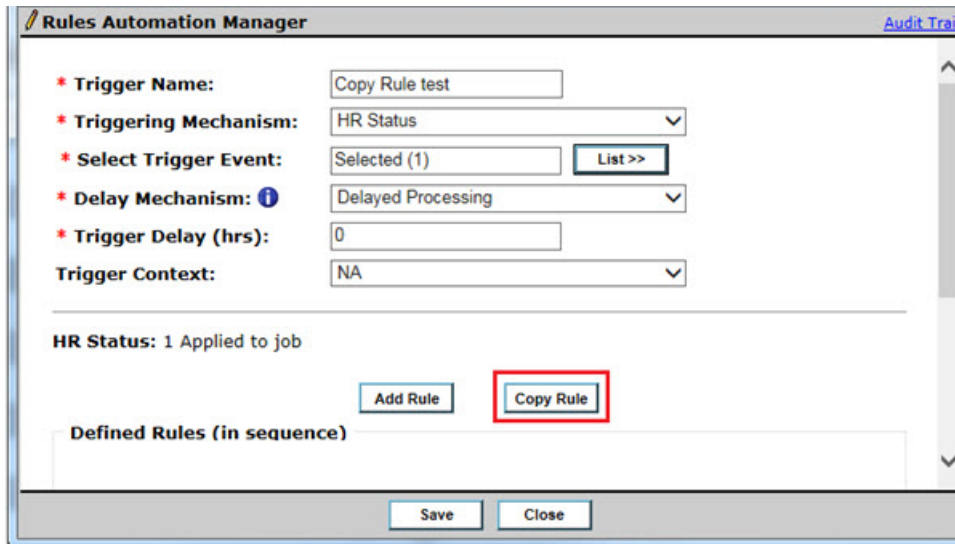 Rules Automation Manager Audit Trai
* Trigger Name: Copy Rule test
* Triggering Mechanism: HR Status
* Select Trigger Event: Selected (1) List >>
* Delay Mechanism: i Delayed Processing
* Trigger Delay (hrs): 0
Trigger Context: NA
HR Status: 1 Applied to job
Add Rule Copy Rule
Defined Rules (in sequence)
Save Close